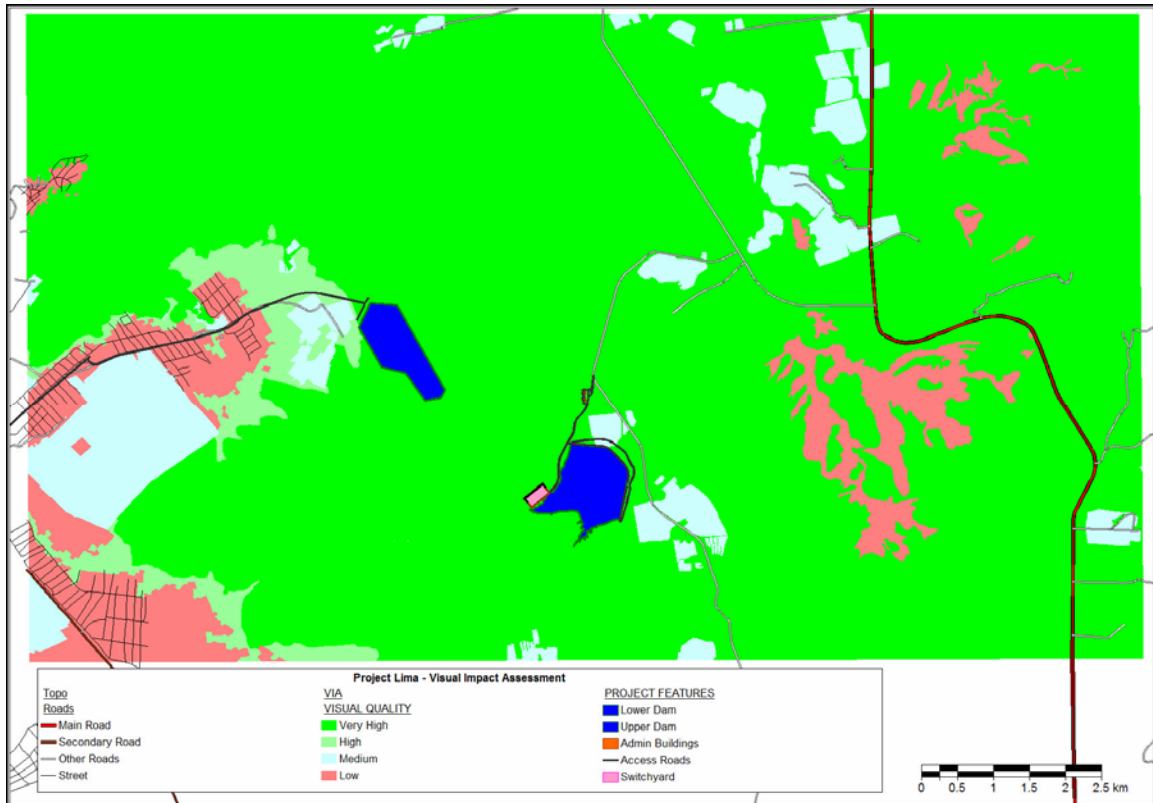 Project Lima - Visual Impact Assessment
Topo
Roads
Main Road
Secondary Road
Other Roads
Street
VIA
VISUAL QUALITY
Very High
High
Medium
Low
PROJECT FEATURES
Lower Dam
Upper Dam
Admin Buildings
Access Roads
Switchyard
0 0.5 1 1.5 2 2.5 km